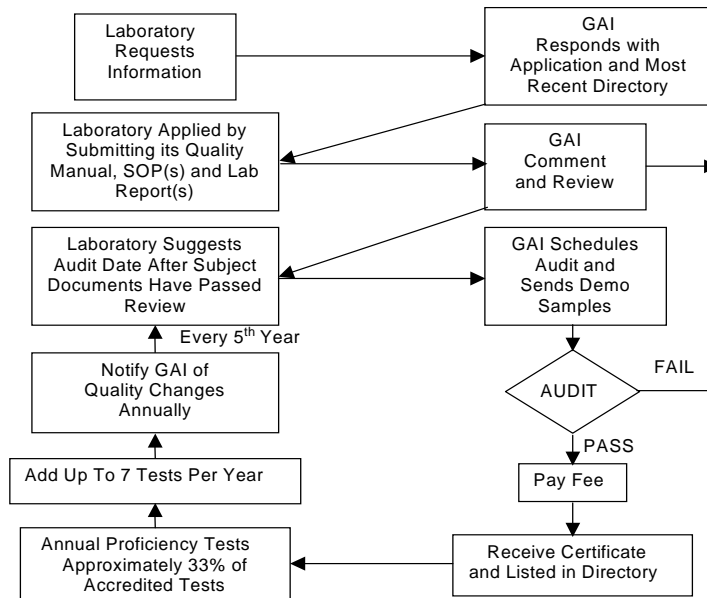 Laboratory
Requests
Information
GAI
Responds with
Application and Most
Recent Directory
Laboratory Applied by
Submitting its Quality
Manual, SOP(s) and Lab
Report(s)
GAI
Comment
and Review
Laboratory Suggests
Audit Date After Subject
Documents Have Passed
Review
GAI Schedules
Audit and
Sends Demo
Samples
Every 5th Year
Notify GAI of
Quality Changes
Annually
AUDIT
FAIL
PASS
Add Up To 7 Tests Per Year
Pay Fee
Annual Proficiency Tests
Approximately 33% of
Accredited Tests
Receive Certificate
and Listed in Directory